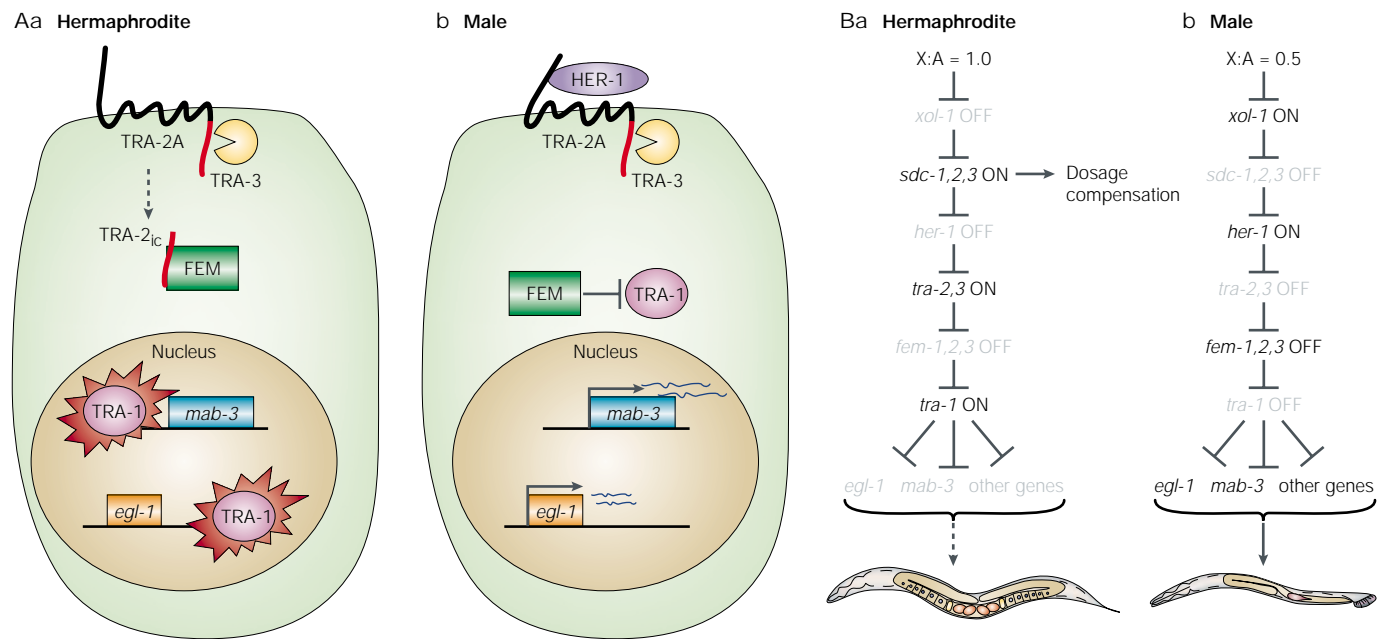 Aa Hermaphrodite
TRA-2A
TRA-3
TRA-2ic
FEM
Nucleus
TRA-1
mab-3
egl-1
TRA-1
b Male
HER-1
TRA-2A
TRA-3
FEM
TRA-1
Nucleus
mab-3
egl-1
Ba Hermaphrodite
X:A = 1.0
xol-1 OFF
sdc-1,2,3 ON
Dosage
compensation
her-1 OFF
tra-2,3 ON
fem-1,2,3 OFF
tra-1 ON
egl-1 mab-3 other genes
b Male
X:A = 0.5
xol-1 ON
sdc-1,2,3 OFF
her-1 ON
tra-2,3 OFF
fem-1,2,3 OFF
tra-1 OFF
egl-1 mab-3 other genes